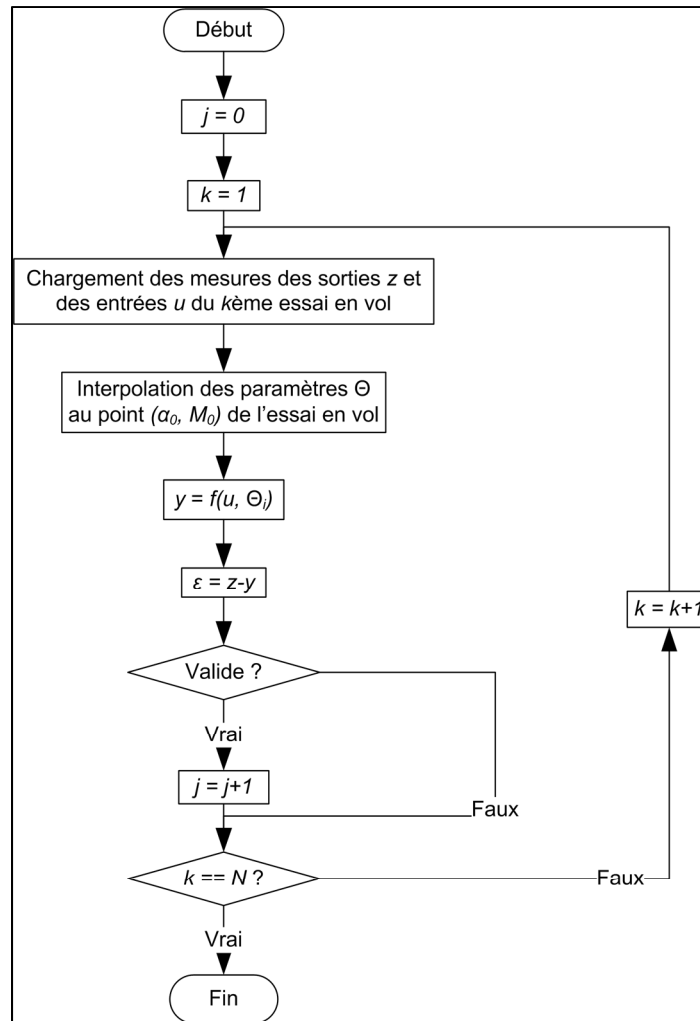 Début
j = 0
k = 1
Chargement des mesures des sorties z et
des entrées u du kème essai en vol
Interpolation des paramètres Θ
au point (α₀, M₀) de l'essai en vol
y = f(u, Θᵢ)
ε = z-y
k = k+1
Valide ?
Vrai
j = j+1
Faux
k == N ?
Faux
Vrai
Fin